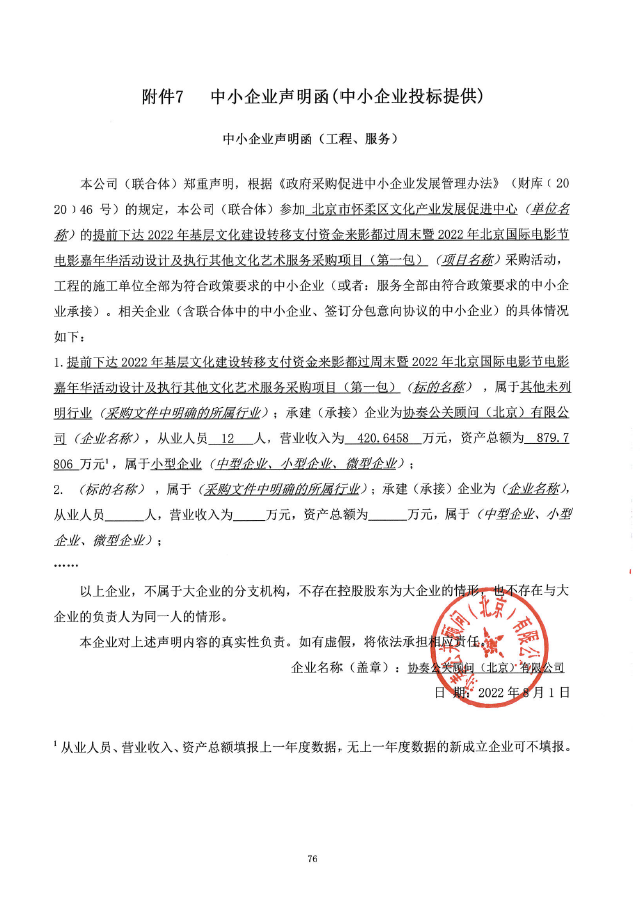 附件7 中小企业声明函(中小企业投标提供)
中小企业声明函（工程、服务）
本公司（联合体）郑重声明，根据《政府采购促进中小企业发展管理办法》（财库﹝20
20﹞46 号）的规定，本公司（联合体）参加 北京市怀柔区文化产业发展促进中心（单位名
称）的提前下达 2022 年基层文化建设转移支付资金来影都过周末暨 2022 年北京国际电影节
电影嘉年华活动设计及执行其他文化艺术服务采购项目（第一包）（项目名称）采购活动，
工程的施工单位全部为符合政策要求的中小企业（或者：服务全部由符合政策要求的中小企
业承接）。相关企业（含联合体中的中小企业、签订分包意向协议的中小企业）的具体情况
如下：
1.提前下达 2022 年基层文化建设转移支付资金来影都过周末暨 2022 年北京国际电影节电影
嘉年华活动设计及执行其他文化艺术服务采购项目（第一包）（标的名称），属于其他未列
明行业（采购文件中明确的所属行业）；承建（承接）企业为协奏公关顾问（北京）有限公
司（企业名称），从业人员 12 人，营业收入为 420.6458 万元，资产总额为 879.7
806 万元¹，属于小型企业（中型企业、小型企业、微型企业）；
2. （标的名称），属于（采购文件中明确的所属行业）；承建（承接）企业为（企业名称），
从业人员______人，营业收入为_____万元，资产总额为______万元，属于（中型企业、小型
企业、微型企业）；
……
以上企业，不属于大企业的分支机构，不存在控股股东为大企业的情形，也不存在与大
企业的负责人为同一人的情形。
本企业对上述声明内容的真实性负责。如有虚假，将依法承担相应责任。
企业名称（盖章）：协奏公关顾问（北京）有限公司
日 期：2022 年 8 月 1 日
¹ 从业人员、营业收入、资产总额填报上一年度数据，无上一年度数据的新成立企业可不填报。
76